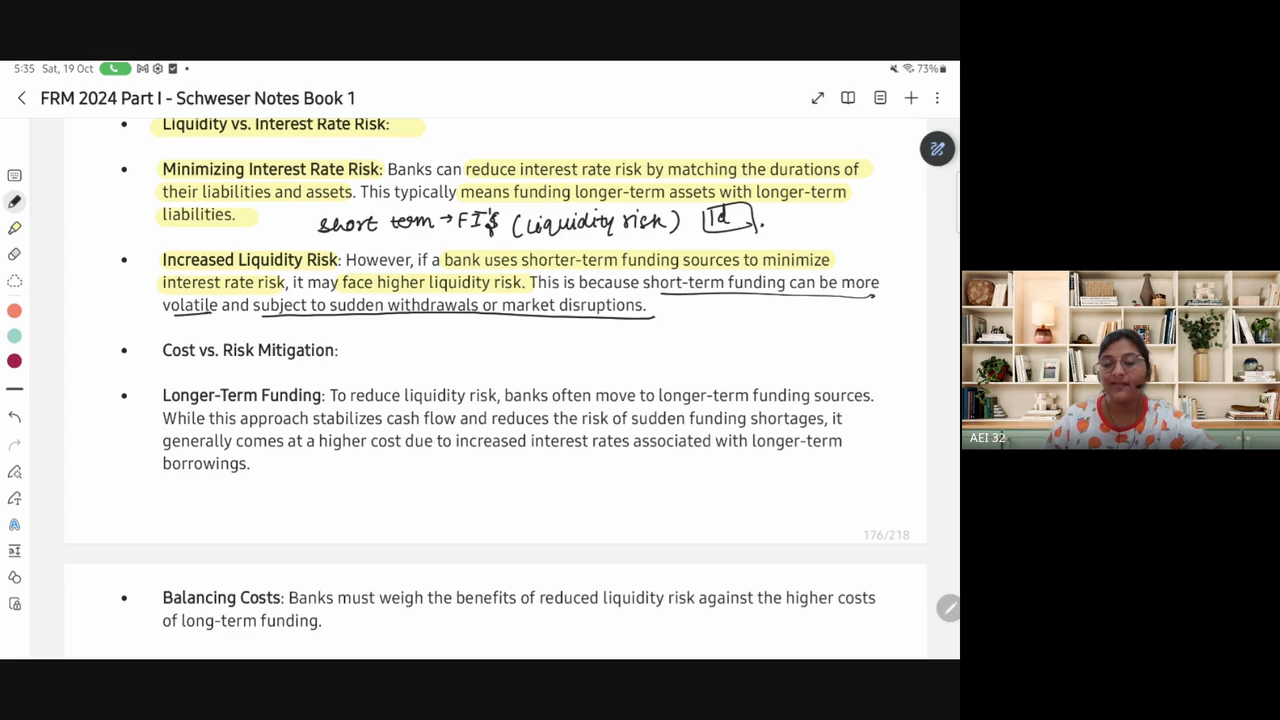 5:35 Sat, 19 Oct
73%
FRM 2024 Part I - Schweser Notes Book 1
• Liquidity vs. Interest Rate Risk:
• Minimizing Interest Rate Risk: Banks can reduce interest rate risk by matching the durations of
their liabilities and assets. This typically means funding longer-term assets with longer-term
liabilities.
short term → FI's (liquidity risk) 1d.
• Increased Liquidity Risk: However, if a bank uses shorter-term funding sources to minimize
interest rate risk, it may face higher liquidity risk. This is because short-term funding can be more
volatile and subject to sudden withdrawals or market disruptions.
• Cost vs. Risk Mitigation:
• Longer-Term Funding: To reduce liquidity risk, banks often move to longer-term funding sources.
While this approach stabilizes cash flow and reduces the risk of sudden funding shortages, it
generally comes at a higher cost due to increased interest rates associated with longer-term
borrowings.
176/218
• Balancing Costs: Banks must weigh the benefits of reduced liquidity risk against the higher costs
of long-term funding.
AEI 32